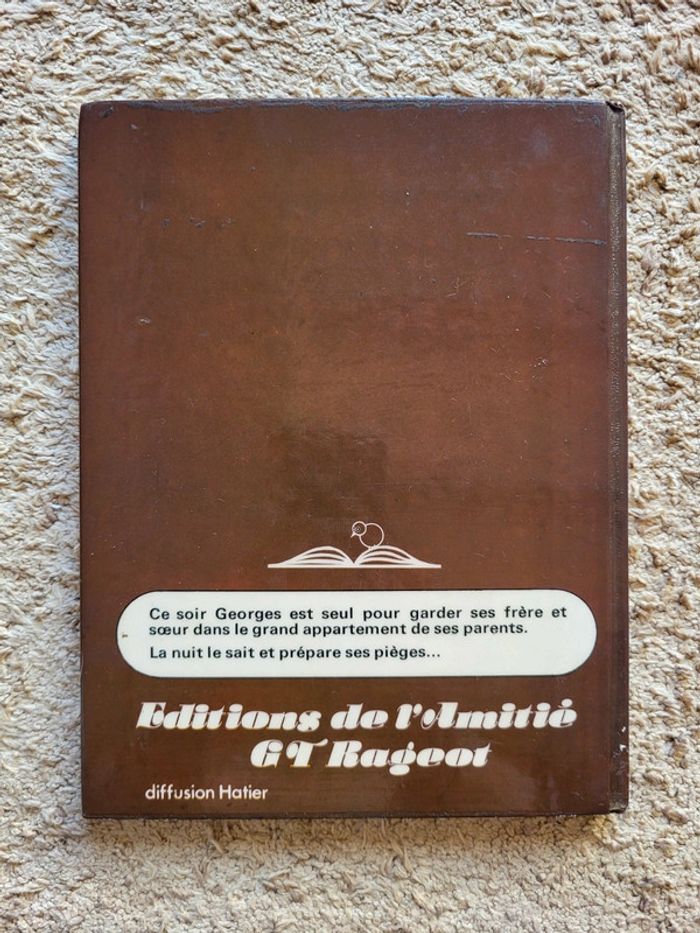 Ce soir Georges est seul pour garder ses frère et
sœur dans le grand appartement de ses parents.
La nuit le sait et prépare ses pièges...
Editions de l'Amitié
GT Rageot
diffusion Hatier